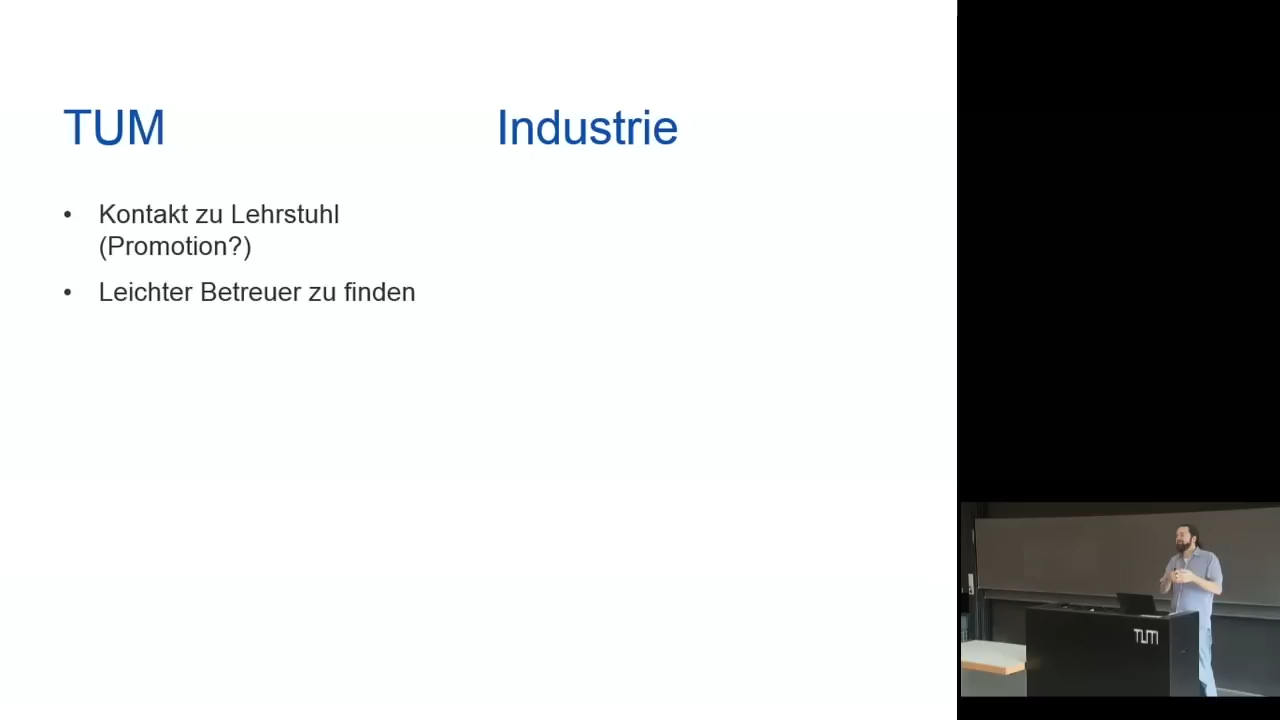 TUM
• Kontakt zu Lehrstuhl
(Promotion?)
• Leichter Betreuer zu finden
Industrie
TUM